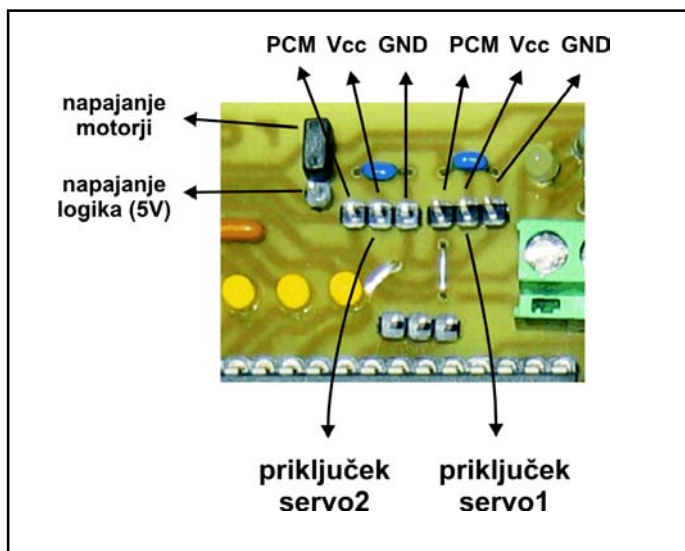 PCM Vcc GND PCM Vcc GND
napajanje
motorji
napajanje
logika (5V)
priključek
servo2
priključek
servo1